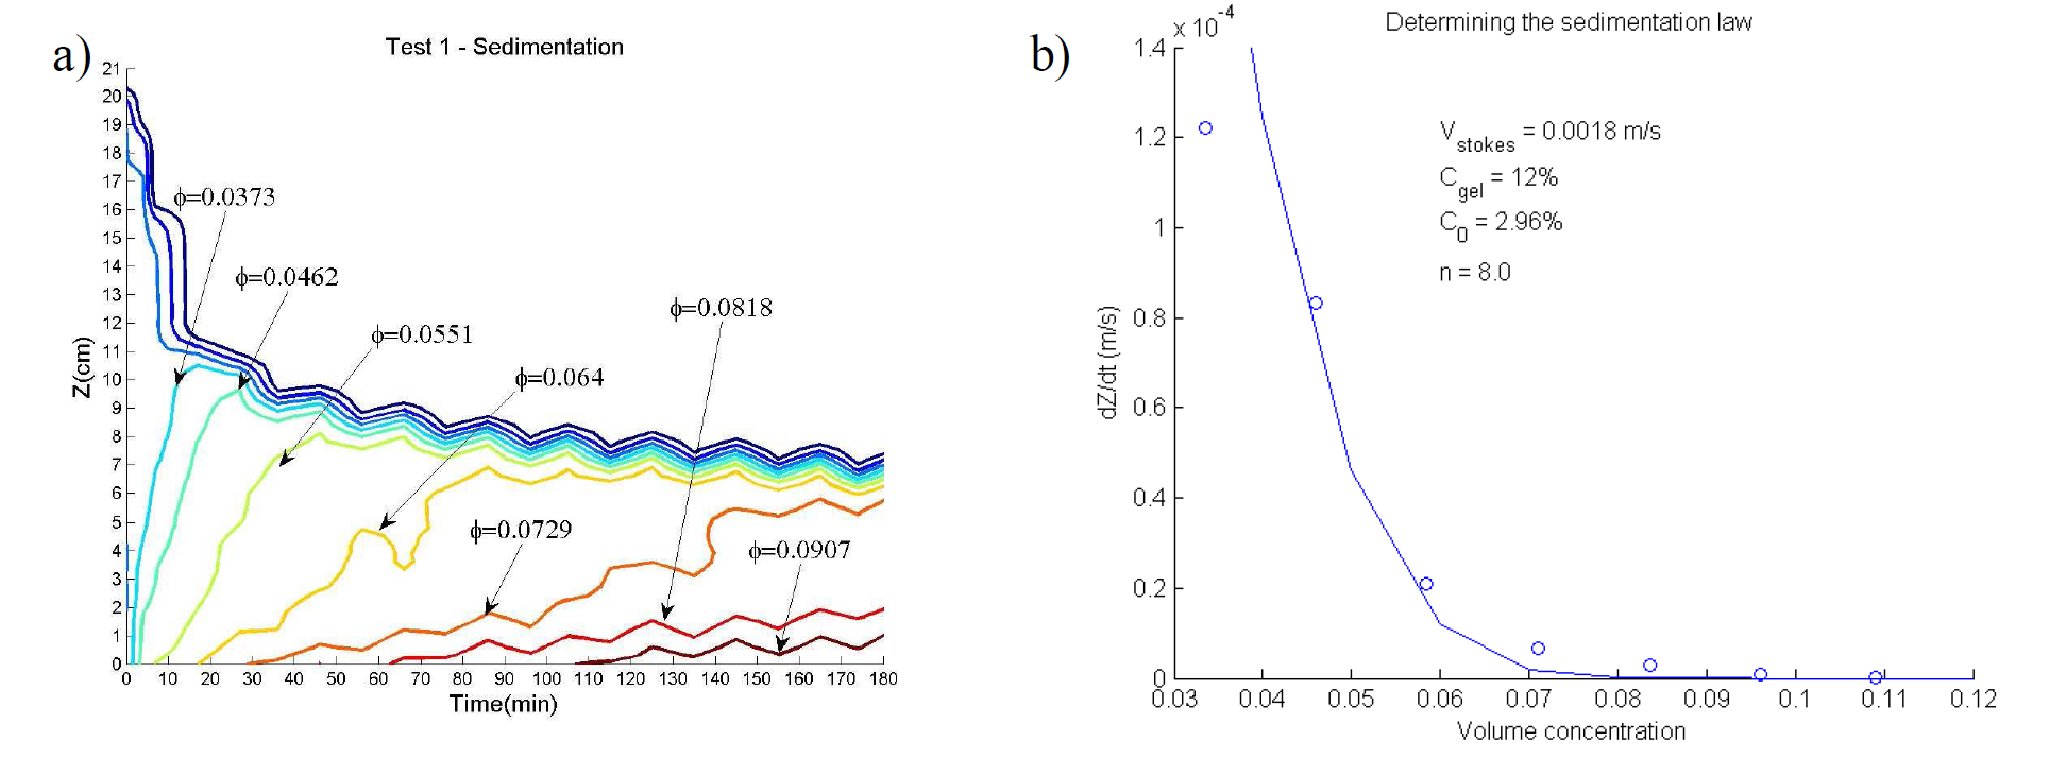 a)
Test 1 - Sedimentation
21
20
19
18
17
16
15
14
13
12
11
10
9
8
7
6
5
4
3
2
1
0
Z(cm)
ϕ=0.0373
ϕ=0.0462
ϕ=0.0551
ϕ=0.064
ϕ=0.0818
ϕ=0.0729
ϕ=0.0907
0 10 20 30 40 50 60 70 80 90 100 110 120 130 140 150 160 170 180
Time(min)
b)
x 10^-4
Determining the sedimentation law
1.4
1.2
1
0.8
0.6
0.4
0.2
0
dZ/dt (m/s)
V_stokes = 0.0018 m/s
C_gel = 12%
C_0 = 2.96%
n = 8.0
0.03 0.04 0.05 0.06 0.07 0.08 0.09 0.1 0.11 0.12
Volume concentration